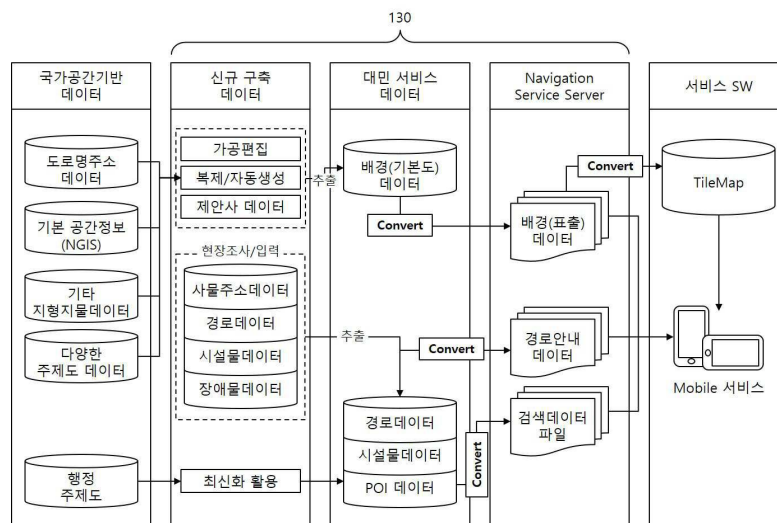 130
국가공간기반
데이터
신규 구축
데이터
대민 서비스
데이터
Navigation
Service Server
서비스 SW
도로명주소
데이터
기본 공간정보
(NGIS)
기타
지형지물데이터
다양한
주제도 데이터
행정
주제도
가공편집
복제/자동생성
제안사 데이터
추출
현장조사/입력
사물주소데이터
경로데이터
시설물데이터
장애물데이터
추출
최신화 활용
배경(기본도)
데이터
Convert
Convert
경로데이터
시설물데이터
POI 데이터
Convert
배경(표출)
데이터
경로안내
데이터
검색데이터
파일
Convert
TileMap
Mobile 서비스